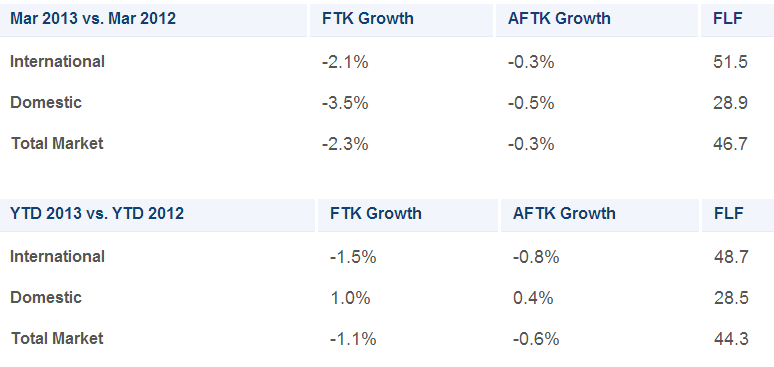 Mar 2013 vs. Mar 2012 FTK Growth AFTK Growth FLF
International -2.1% -0.3% 51.5
Domestic -3.5% -0.5% 28.9
Total Market -2.3% -0.3% 46.7
YTD 2013 vs. YTD 2012 FTK Growth AFTK Growth FLF
International -1.5% -0.8% 48.7
Domestic 1.0% 0.4% 28.5
Total Market -1.1% -0.6% 44.3